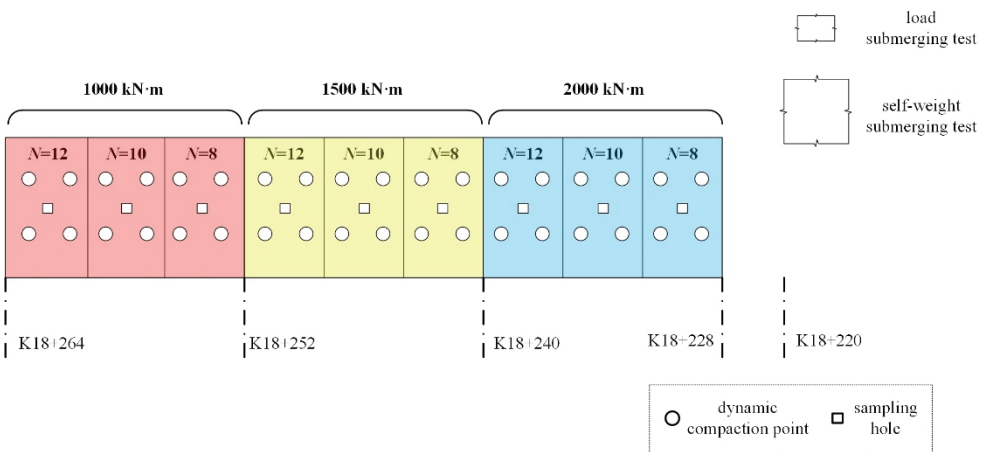 load
submerging test
1000 kN·m
1500 kN·m
2000 kN·m
self-weight
submerging test
N=12
N=10
N=8
N=12
N=10
N=8
N=12
N=10
N=8
K18+264
K18+252
K18+240
K18+228
K18+220
dynamic
compaction point
sampling
hole